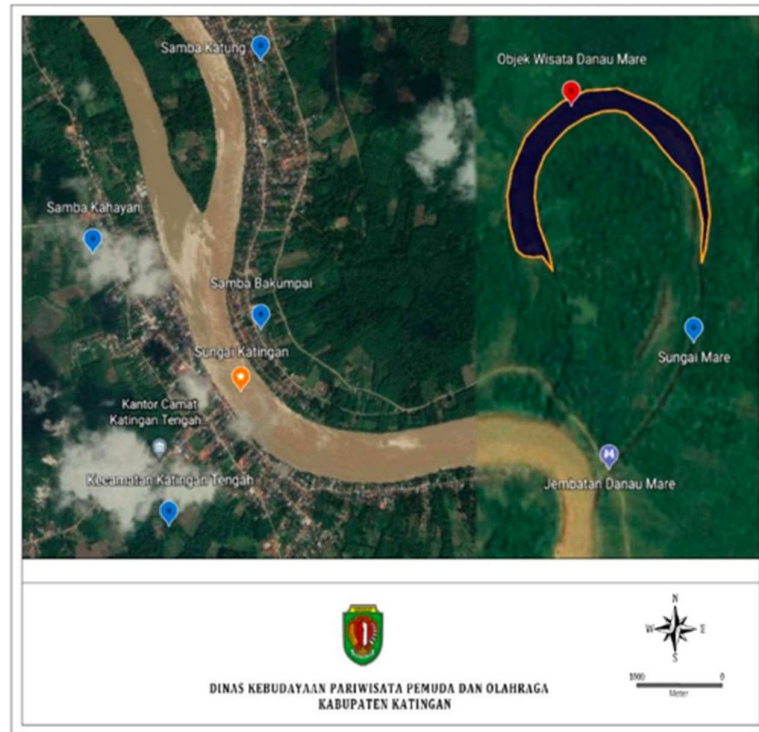 Samba Katung
Objek Wisata Danau Mare
Samba Kahayan
Samba Bakumpai
Sungai Katingan
Sungai Mare
Kantor Camat
Katingan Tengah
Kecamatan Katingan Tengah
Jembatan Danau Mare
N
W E
S
1000 0
Meter
DINAS KEBUDAYAAN PARIWISATA PEMUDA DAN OLAHRAGA
KABUPATEN KATINGAN